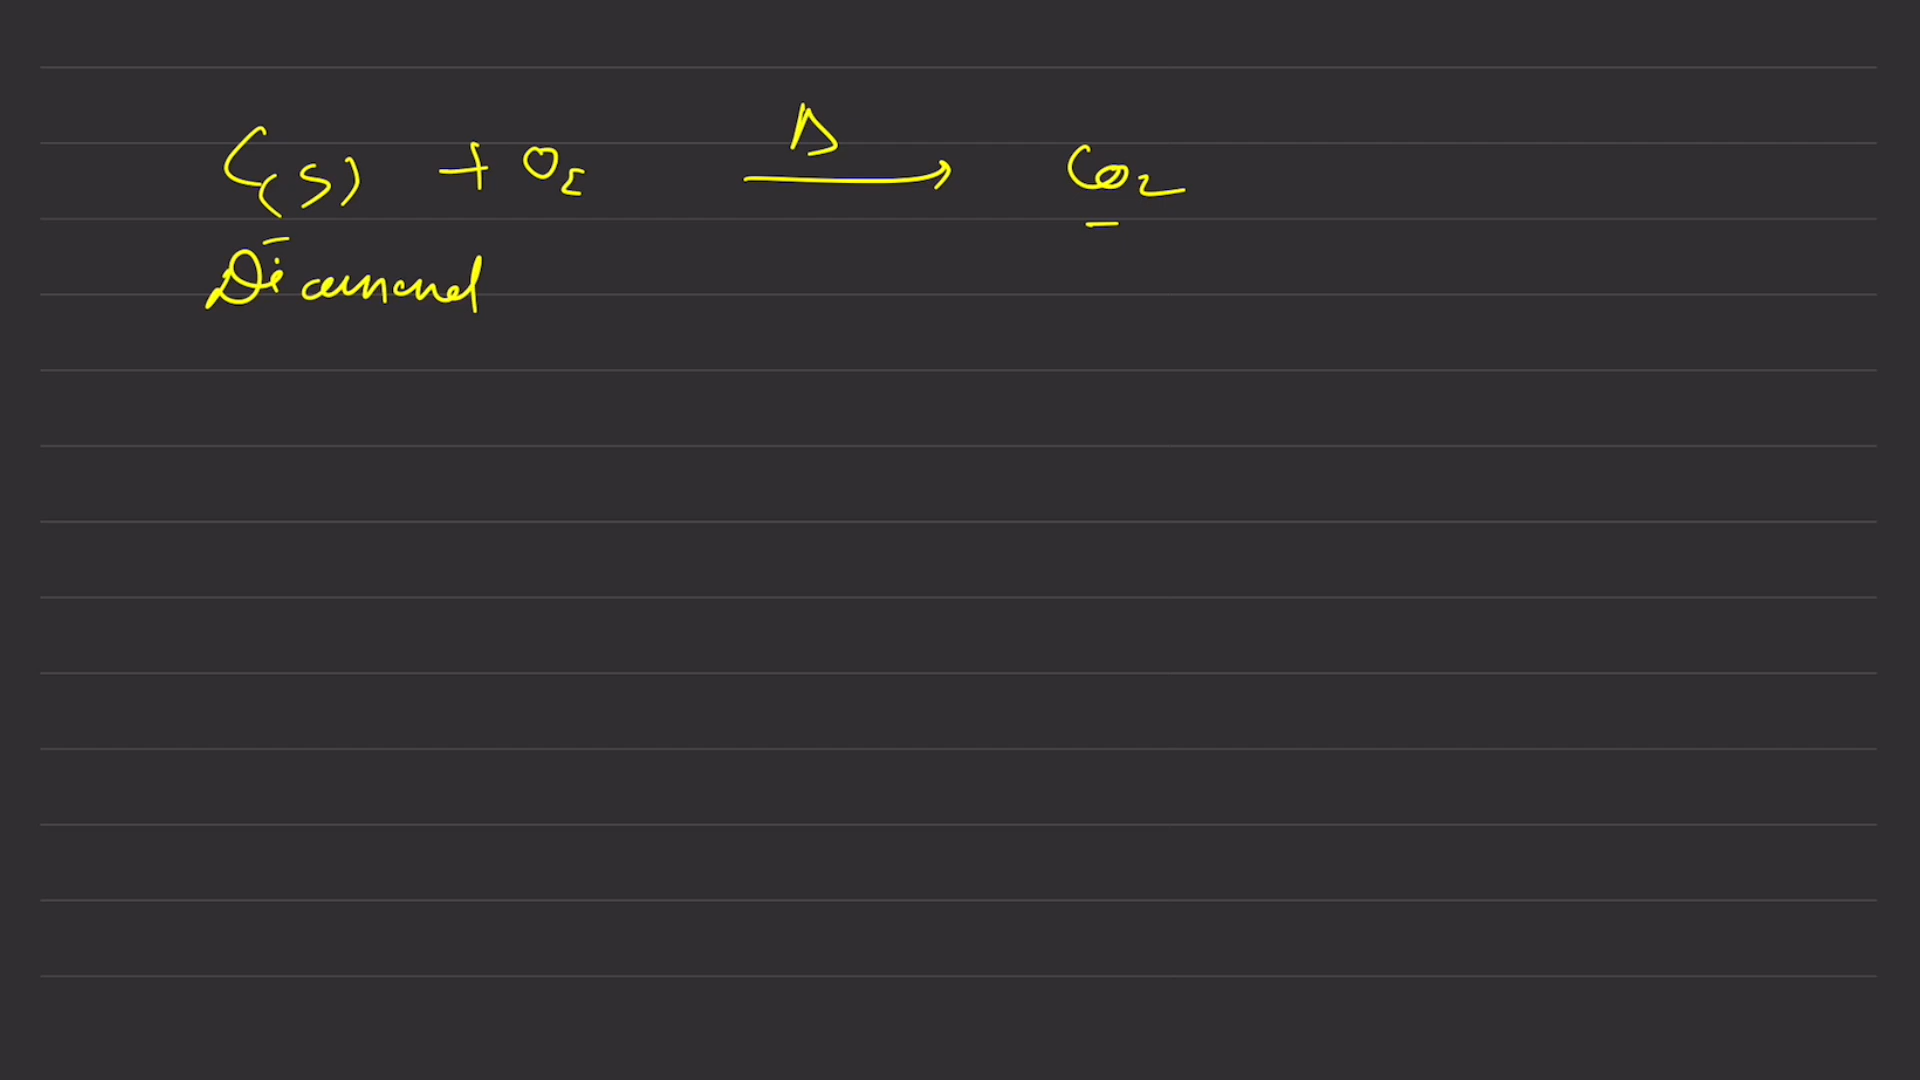 C(s) + O2 Δ→ CO2
Diamond